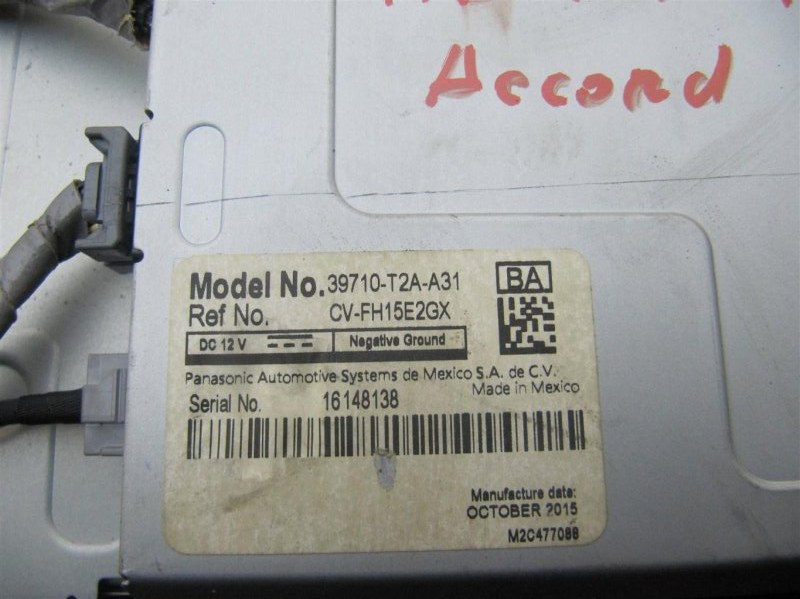 Accord
Model No. 39710-T2A-A31 BA
Ref No. CV-FH15E2GX
DC 12 V Negative Ground
Panasonic Automotive Systems de Mexico S.A. de C.V.
Made in Mexico
Serial No. 16148138
Manufacture date:
OCTOBER 2015
M2C477088